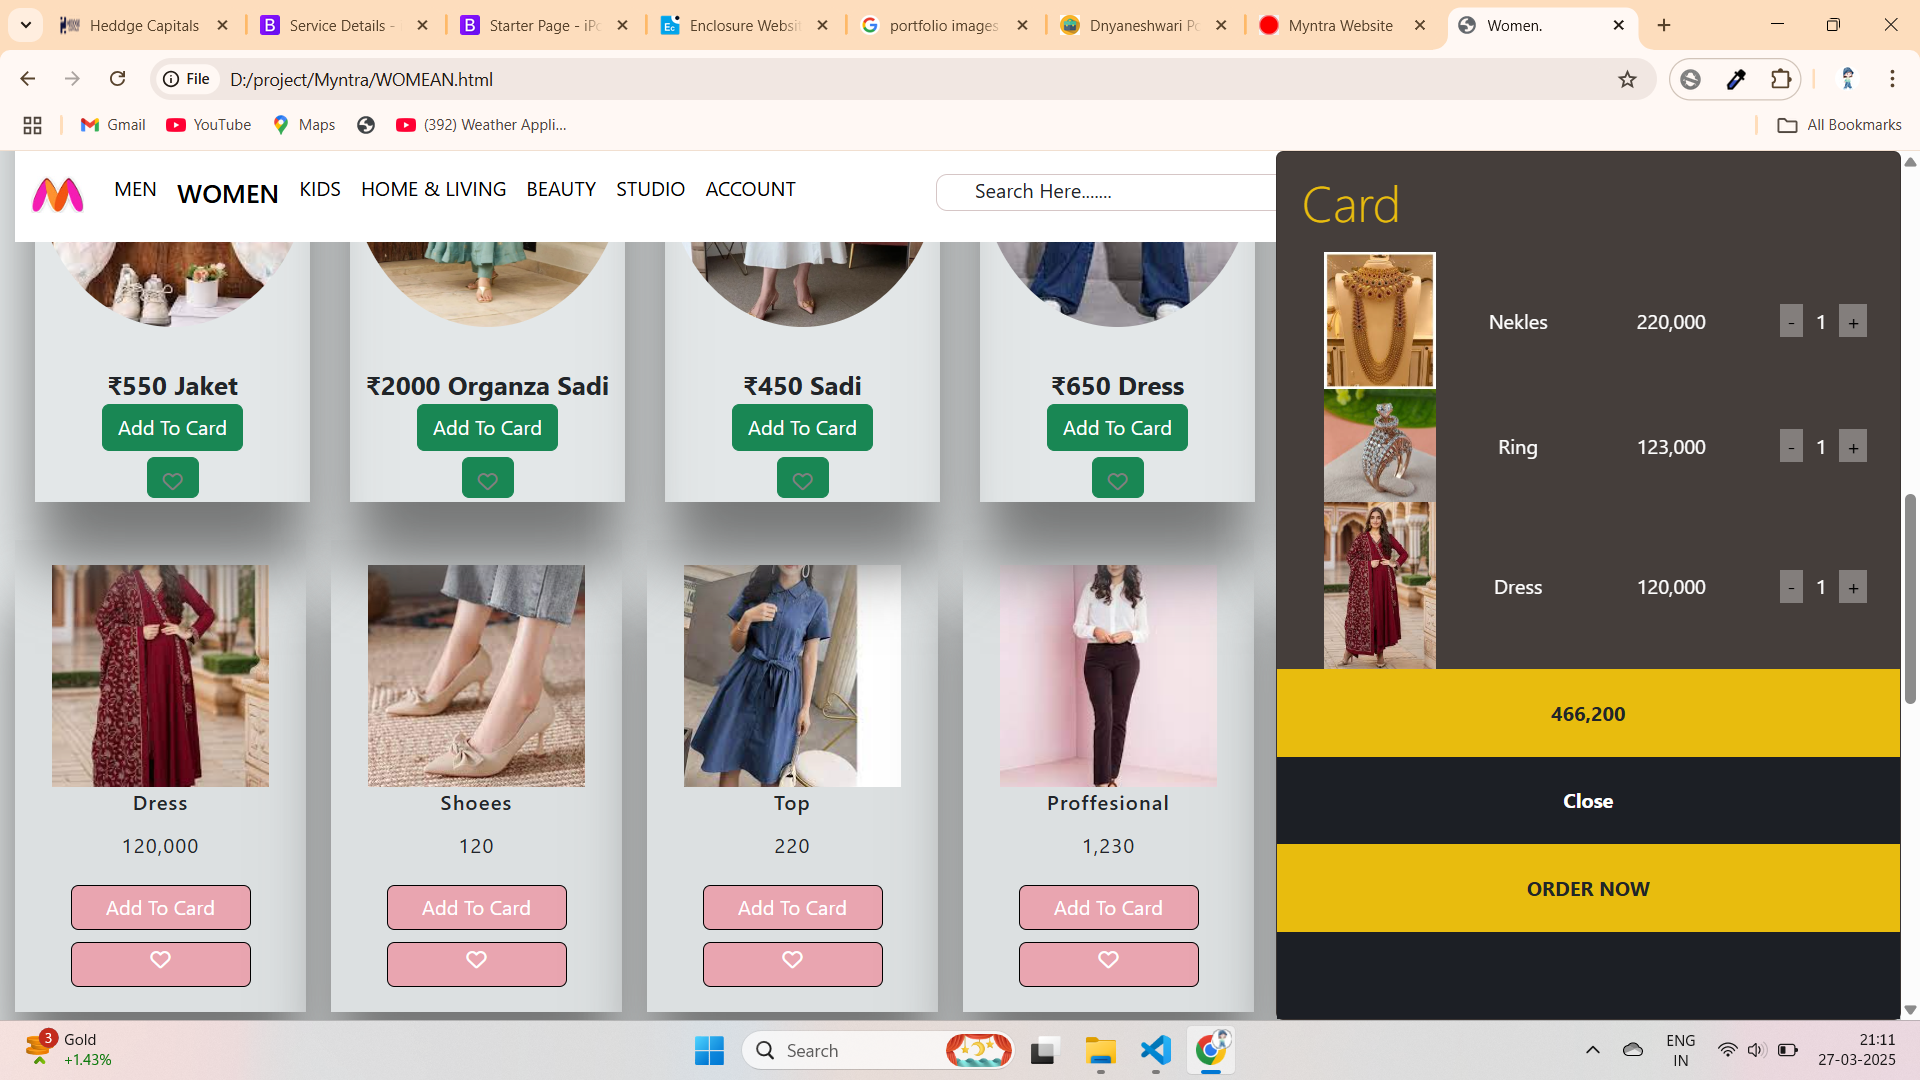 Heddge Capitals
Service Details -
Starter Page - iPo
Enclosure Websit
portfolio images
Dnyaneshwari Po
Myntra Website
Women.
File D:/project/Myntra/WOMEAN.html
Gmail YouTube Maps (392) Weather Appli... All Bookmarks
MEN WOMEN KIDS HOME & LIVING BEAUTY STUDIO ACCOUNT Search Here.......
₹550 Jaket ₹2000 Organza Sadi ₹450 Sadi ₹650 Dress
Add To Card Add To Card Add To Card Add To Card
Dress Shoees Top Proffesional
120,000 120 220 1,230
Add To Card Add To Card Add To Card Add To Card
Card
Nekles 220,000 - 1 +
Ring 123,000 - 1 +
Dress 120,000 - 1 +
466,200
Close
ORDER NOW
3 Gold
+1.43%
Search
ENG
IN
21:11
27-03-2025